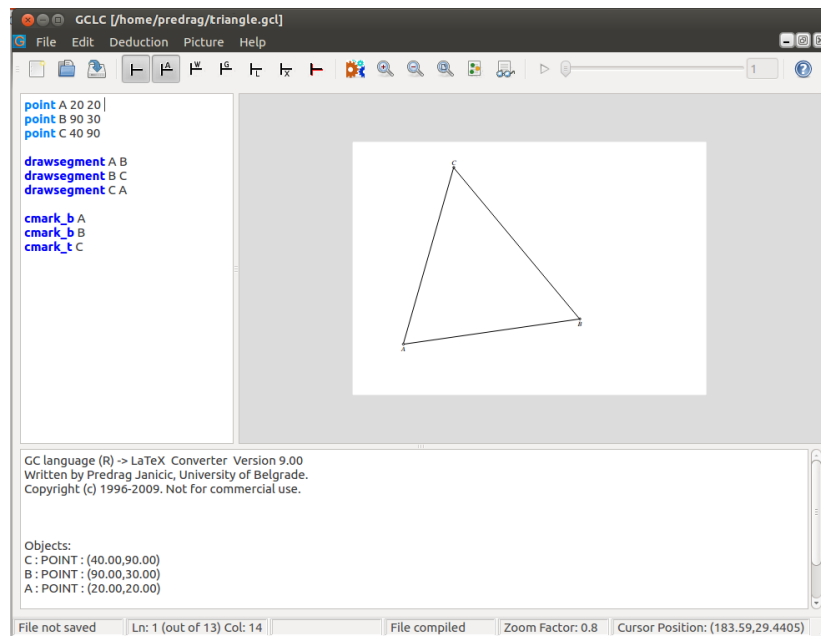 GCLC [/home/predrag/triangle.gcl]
File Edit Deduction Picture Help
A W G L X 1 ?
point A 20 20
point B 90 30
point C 40 90
drawsegment A B
drawsegment B C
drawsegment C A
cmark_b A
cmark_b B
cmark_t C
C
B
A
GC language (R) -> LaTeX Converter Version 9.00
Written by Predrag Janicic, University of Belgrade.
Copyright (c) 1996-2009. Not for commercial use.
Objects:
C : POINT : (40.00,90.00)
B : POINT : (90.00,30.00)
A : POINT : (20.00,20.00)
File not saved Ln: 1 (out of 13) Col: 14 File compiled Zoom Factor: 0.8 Cursor Position: (183.59,29.4405)